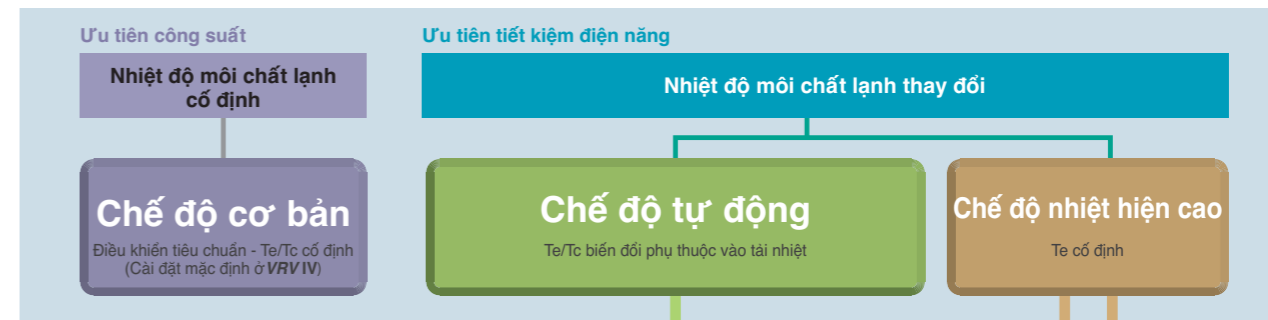 Ưu tiên công suất
Nhiệt độ môi chất lạnh
cố định
Chế độ cơ bản
Điều khiển tiêu chuẩn - Te/Tc cố định
(Cài đặt mặc định ở VRV IV)
Ưu tiên tiết kiệm điện năng
Nhiệt độ môi chất lạnh thay đổi
Chế độ tự động
Te/Tc biến đổi phụ thuộc vào tải nhiệt
Chế độ nhiệt hiện cao
Te cố định